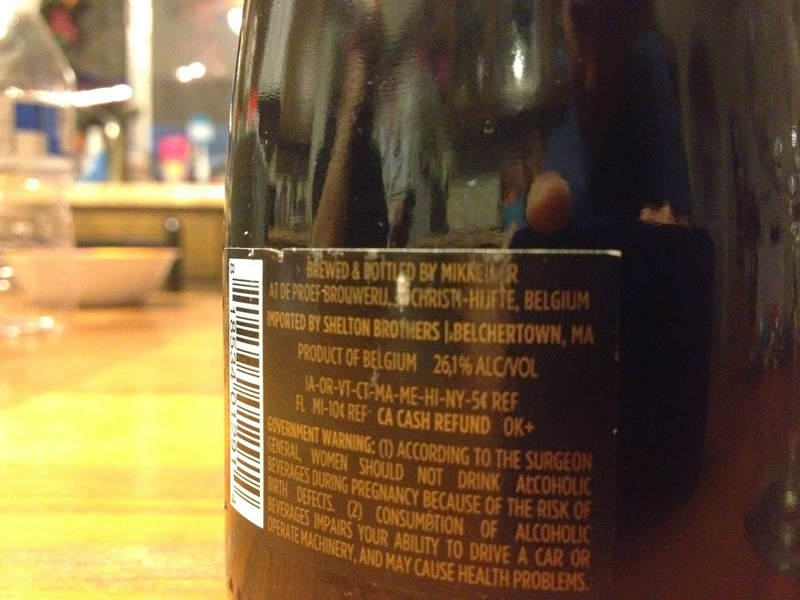 BREWED & BOTTLED BY MIKKELLER
AT DE PROEF BROUWERIJ, CHRISTI-HIJFTE, BELGIUM
IMPORTED BY SHELTON BROTHERS | BELCHERTOWN, MA
PRODUCT OF BELGIUM 26,1% ALC/VOL
IA-OR-VT-CT-MA-ME-HI-NY-5¢ REF
FL MI-10¢ REF CA CASH REFUND OK+
GOVERNMENT WARNING: (1) ACCORDING TO THE SURGEON
GENERAL, WOMEN SHOULD NOT DRINK ALCOHOLIC
BEVERAGES DURING PREGNANCY BECAUSE OF THE RISK OF
BIRTH DEFECTS. (2) CONSUMPTION OF ALCOHOLIC
BEVERAGES IMPAIRS YOUR ABILITY TO DRIVE A CAR OR
OPERATE MACHINERY, AND MAY CAUSE HEALTH PROBLEMS.